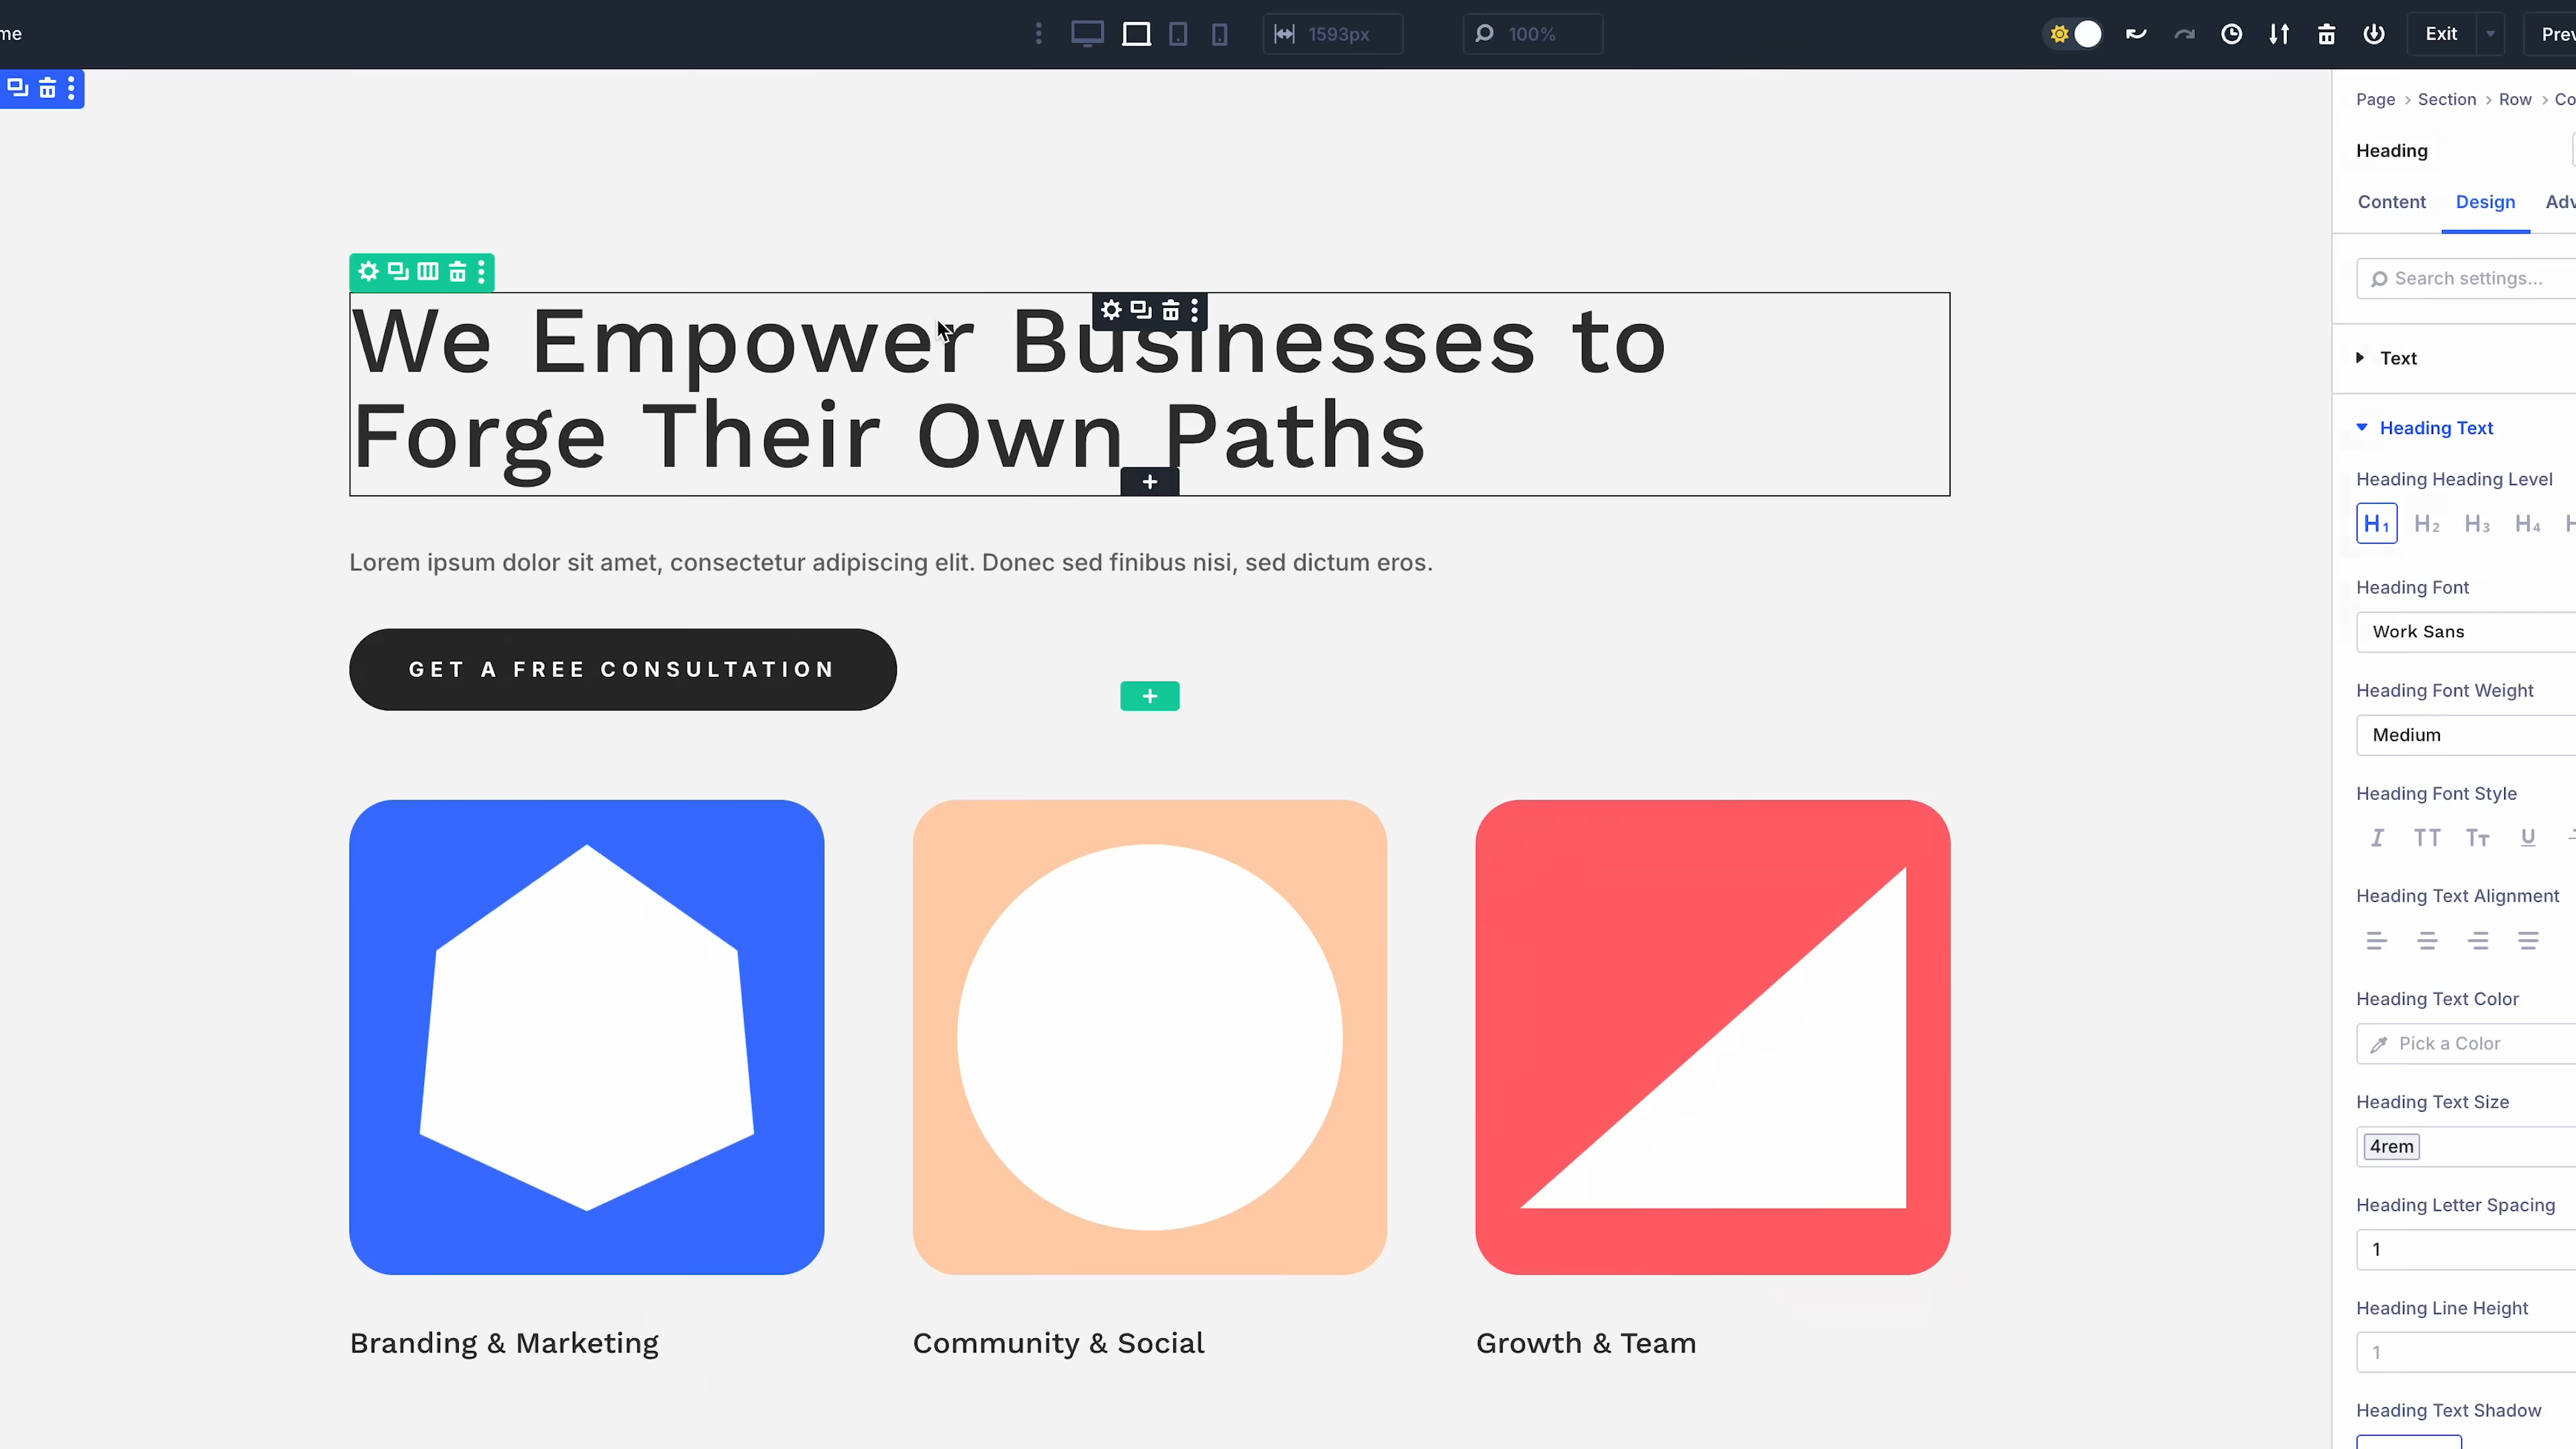 me
1593px
100%
Exit
Prev
Page > Section > Row > Co
Heading
Content Design Adv
Search settings...
Text
Heading Text
Heading Heading Level
H1 H2 H3 H4 H
Heading Font
Work Sans
Heading Font Weight
Medium
Heading Font Style
I TT Tт U
Heading Text Alignment
Heading Text Color
Pick a Color
Heading Text Size
4rem
Heading Letter Spacing
1
Heading Line Height
1
Heading Text Shadow
We Empower Businesses to
Forge Their Own Paths
Lorem ipsum dolor sit amet, consectetur adipiscing elit. Donec sed finibus nisi, sed dictum eros.
GET A FREE CONSULTATION
Branding & Marketing
Community & Social
Growth & Team